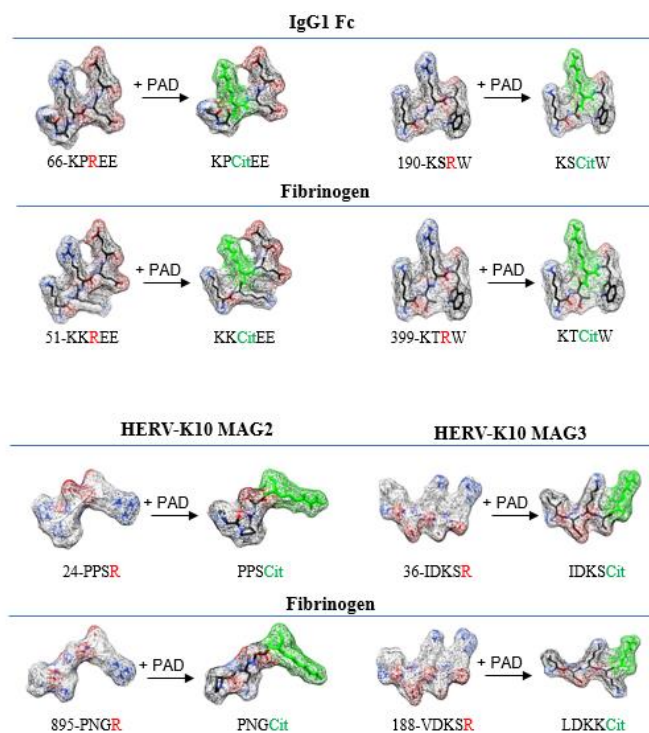 IgG1 Fc
+ PAD + PAD
66-KPREE KPCitEE 190-KSRW KSCitW
Fibrinogen
+ PAD + PAD
51-KKREE KKCitEE 399-KTRW KTCitW
HERV-K10 MAG2 HERV-K10 MAG3
+ PAD + PAD
24-PPSR PPSCit 36-IDKSR IDKSCit
Fibrinogen
+ PAD + PAD
895-PNGR PNGCit 188-VDKSR LDKKCit